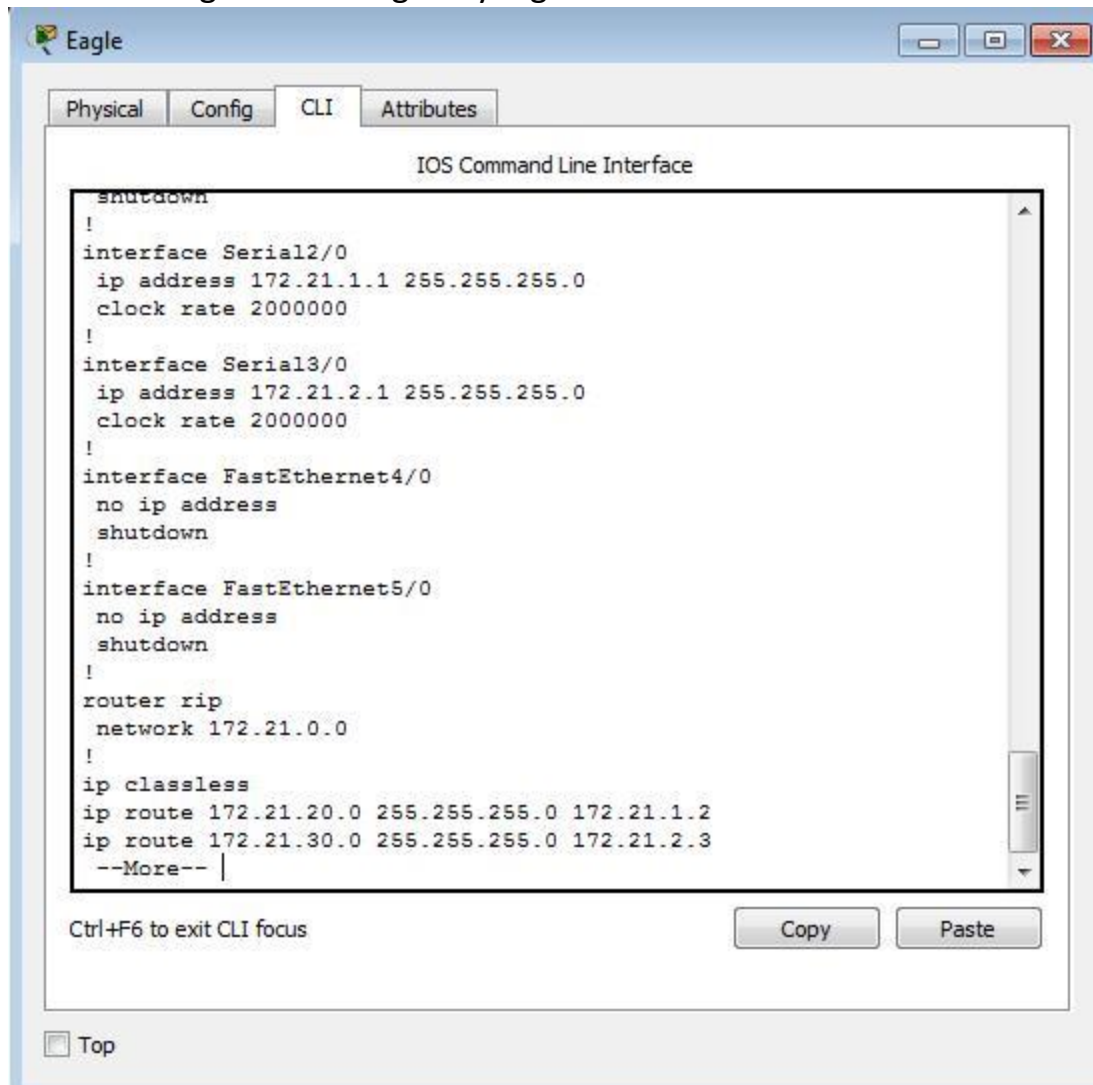 Eagle
Physical Config CLI Attributes
IOS Command Line Interface
shutdown
!
interface Serial2/0
 ip address 172.21.1.1 255.255.255.0
 clock rate 2000000
!
interface Serial3/0
 ip address 172.21.2.1 255.255.255.0
 clock rate 2000000
!
interface FastEthernet4/0
 no ip address
 shutdown
!
interface FastEthernet5/0
 no ip address
 shutdown
!
router rip
 network 172.21.0.0
!
ip classless
ip route 172.21.20.0 255.255.255.0 172.21.1.2
ip route 172.21.30.0 255.255.255.0 172.21.2.3
 --More--
Ctrl+F6 to exit CLI focus Copy Paste
Top